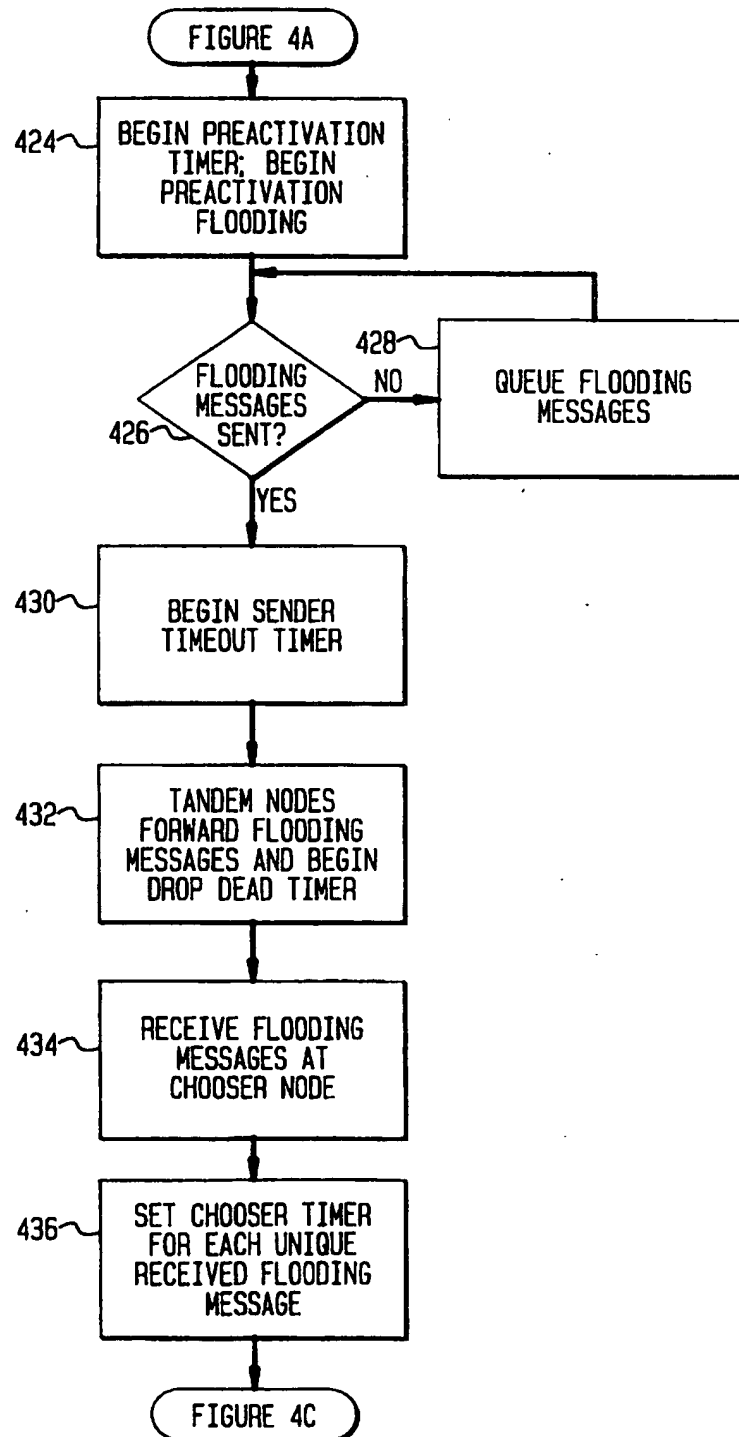 FIGURE 4A
424
BEGIN PREACTIVATION
TIMER; BEGIN
PREACTIVATION
FLOODING
428
QUEUE FLOODING
MESSAGES
FLOODING
MESSAGES
SENT?
NO
426
YES
430
BEGIN SENDER
TIMEOUT TIMER
432
TANDEM NODES
FORWARD FLOODING
MESSAGES AND BEGIN
DROP DEAD TIMER
434
RECEIVE FLOODING
MESSAGES AT
CHOOSER NODE
436
SET CHOOSER TIMER
FOR EACH UNIQUE
RECEIVED FLOODING
MESSAGE
FIGURE 4C